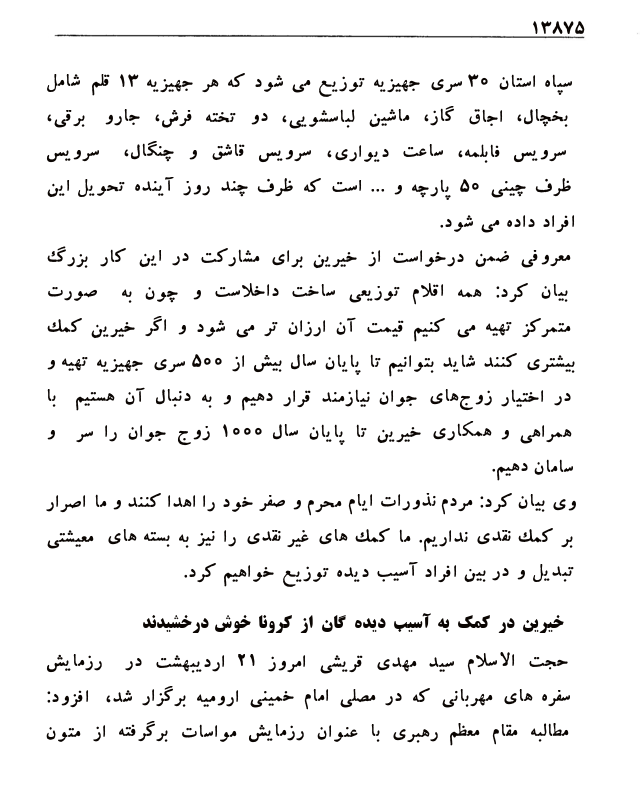 ۱۳۸۷۵
سپاه استان ۳۰ سری جهیزیه توزیع می شود که هر جهیزیه ۱۳ قلم شامل
بخچال، اجاق گاز، ماشین لباسشویی، دو تخته فرش، جارو برقی،
سرویس قابلمه، ساعت دیواری، سرویس قاشق و چنگال، سرویس
ظرف چینی ۵۰ پارچه و ... است که ظرف چند روز آینده تحویل این
افراد داده می شود.
معروفی ضمن درخواست از خیرین برای مشارکت در این کار بزرگ
بیان کرد: همه اقلام توزیعی ساخت داخلاست و چون به صورت
متمرکز تهیه می کنیم قیمت آن ارزان تر می شود و اگر خیرین کمک
بیشتری کنند شاید بتوانیم تا پایان سال بیش از ۵۰۰ سری جهیزیه تهیه و
در اختیار زوج‌های جوان نیازمند قرار دهیم و به دنبال آن هستیم با
همراهی و همکاری خیرین تا پایان سال ۱۰۰۰ زوج جوان را سر و
سامان دهیم.
وی بیان کرد: مردم نذورات ایام محرم و صفر خود را اهدا کنند و ما اصرار
بر کمک نقدی نداریم. ما کمک های غیر نقدی را نیز به بسته های معیشتی
تبدیل و در بین افراد آسیب دیده توزیع خواهیم کرد.
خیرین در کمک به آسیب دیده گان از کرونا خوش درخشیدند
حجت الاسلام سید مهدی قریشی امروز ۲۱ اردیبهشت در رزمایش
سفره های مهربانی که در مصلی امام خمینی ارومیه برگزار شد، افزود:
مطالبه مقام معظم رهبری با عنوان رزمایش مواسات برگرفته از متون